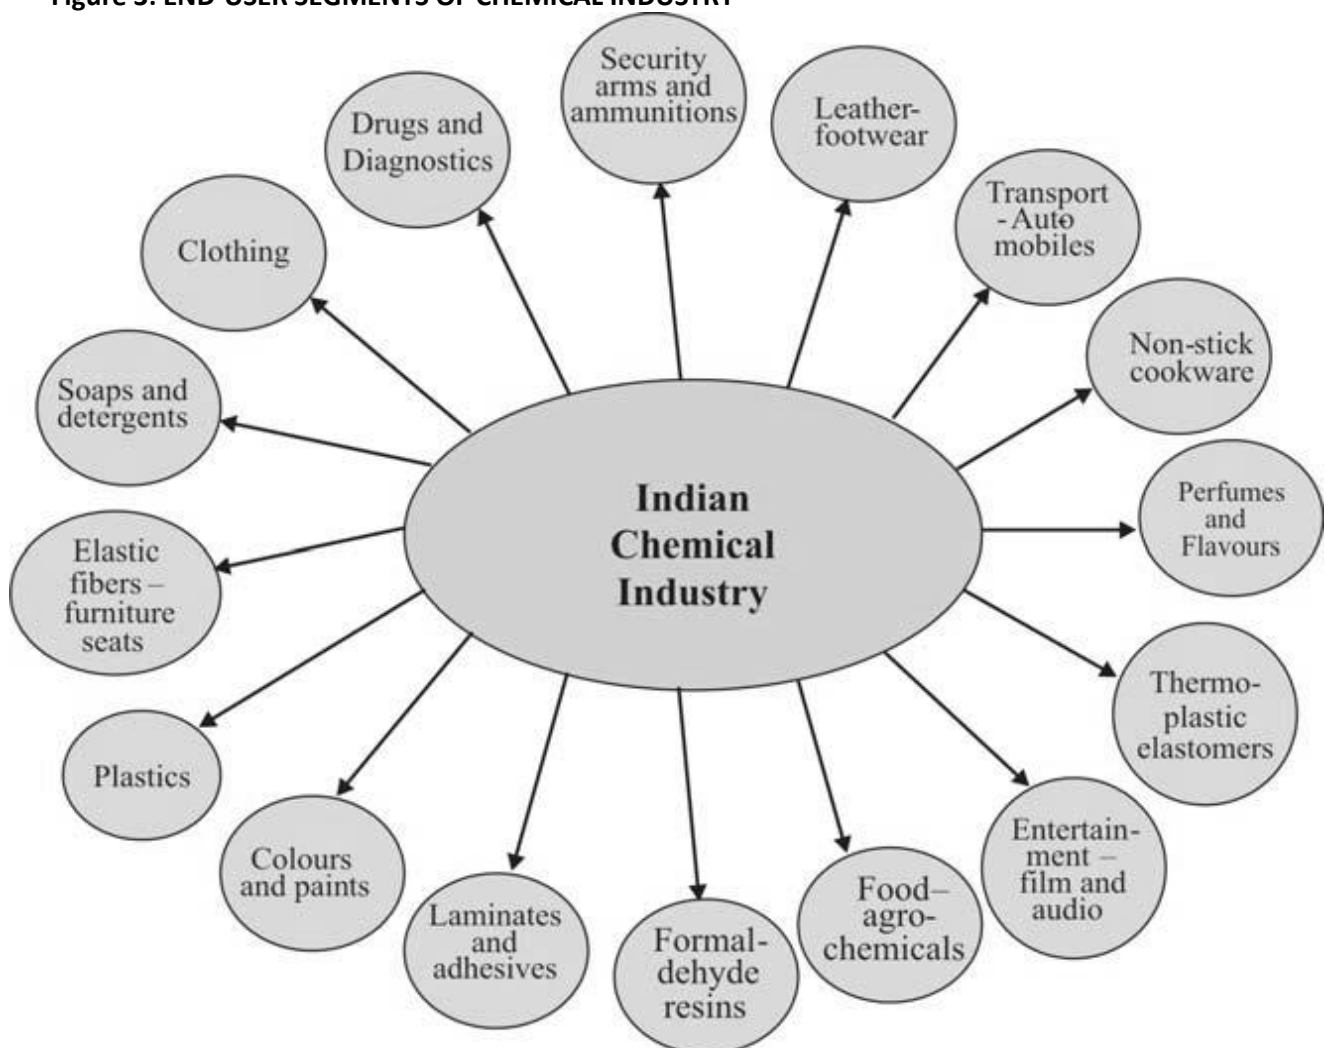 Figure 3: END-USER SEGMENTS OF CHEMICAL INDUSTRY
Security
arms and
ammunitions
Leather-
footwear
Drugs and
Diagnostics
Transport
- Auto
mobiles
Clothing
Non-stick
cookware
Soaps and
detergents
Perfumes
and
Flavours
Indian
Chemical
Industry
Elastic
fibers –
furniture
seats
Thermo-
plastic
elastomers
Plastics
Entertain-
ment –
film and
audio
Colours
and paints
Food–
agro-
chemicals
Laminates
and
adhesives
Formal-
dehyde
resins